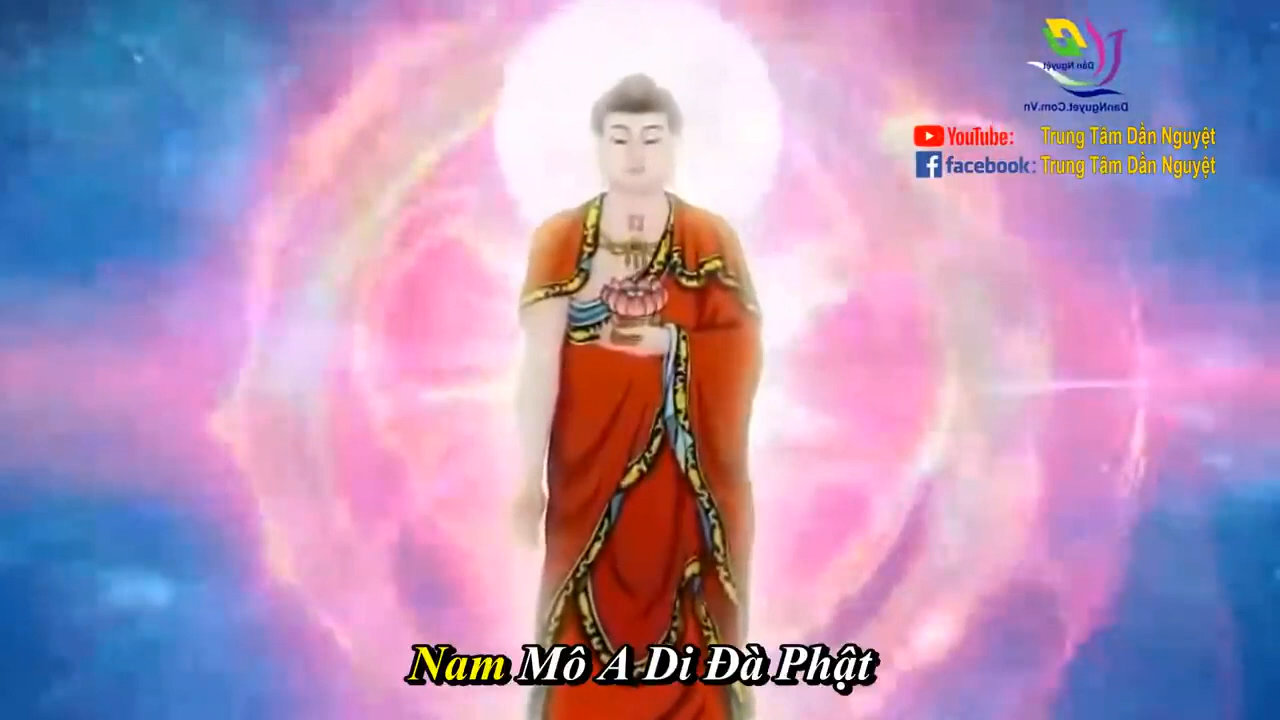 Dần Nguyệt
DanNguyet.Com.Vn
YouTube: Trung Tâm Dần Nguyệt
facebook: Trung Tâm Dần Nguyệt
Nam Mô A Di Đà Phật